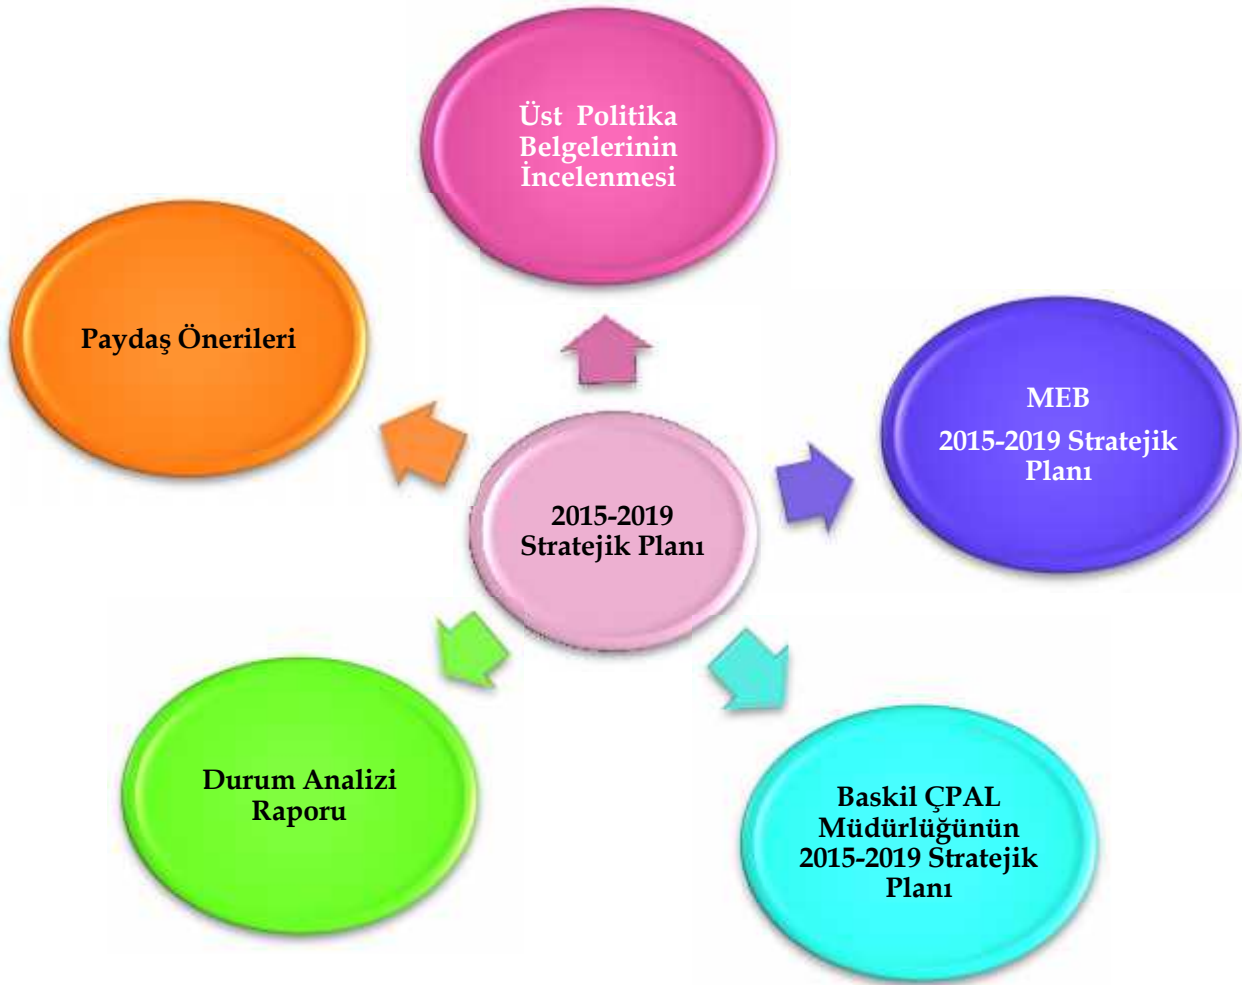 Üst Politika
Belgelerinin
İncelenmesi
Paydaş Önerileri
MEB
2015-2019 Stratejik
Planı
2015-2019
Stratejik Planı
Durum Analizi
Raporu
Baskil ÇPAL
Müdürlüğünün
2015-2019 Stratejik
Planı